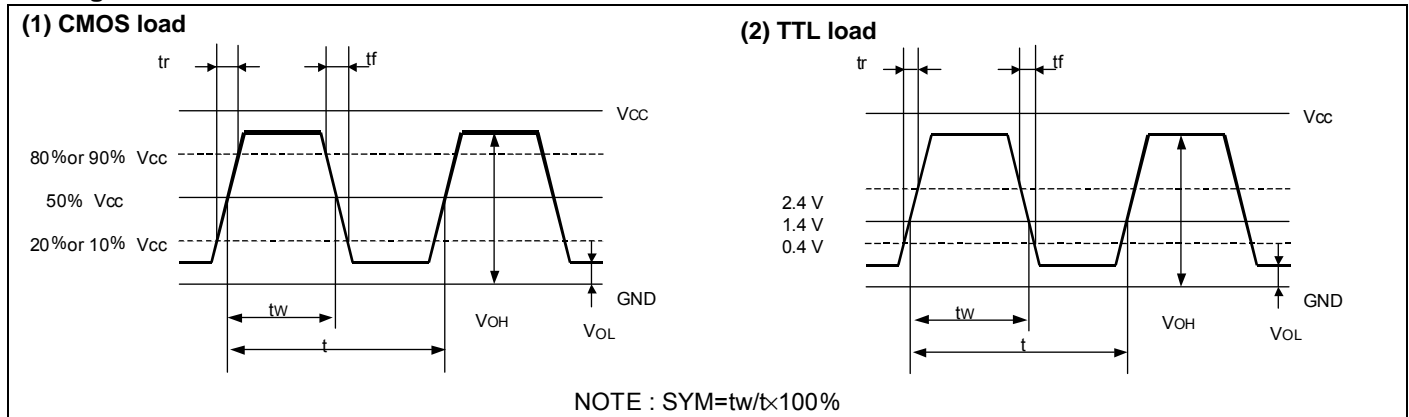 (1) CMOS load
tr
tf
VCC
80%or 90% Vcc
50% Vcc
20%or 10% Vcc
GND
tw
VOH
VOL
t
(2) TTL load
tr
tf
Vcc
2.4 V
1.4 V
0.4 V
GND
tw
VOH
VOL
t
NOTE : SYM=tw/t×100%